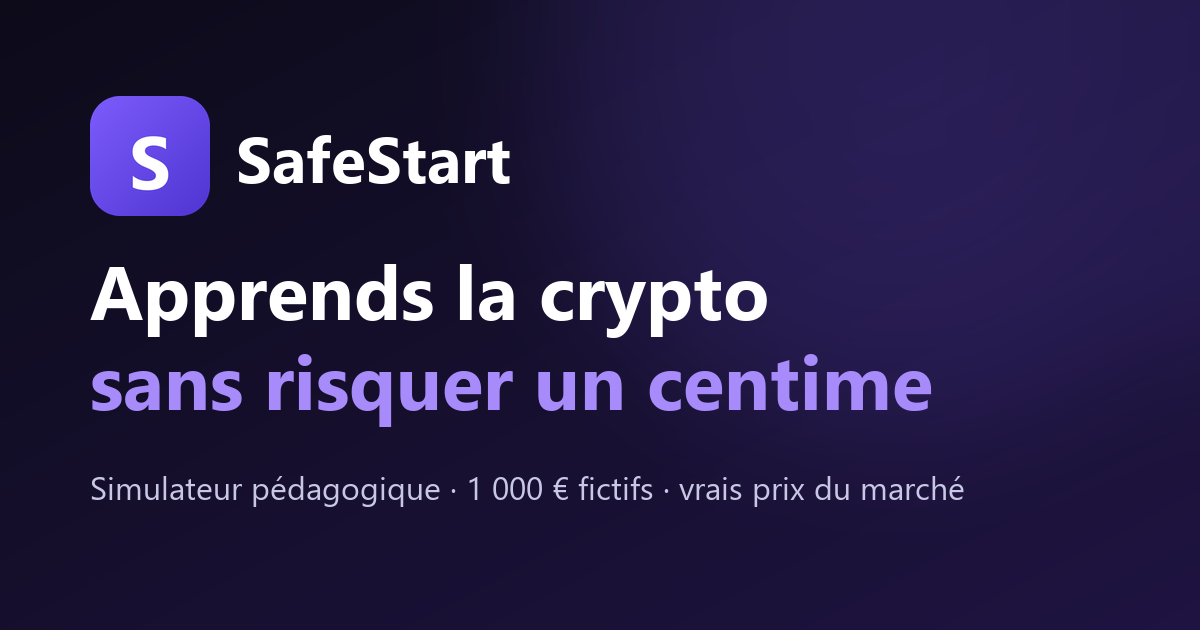 S
SafeStart
Apprends la crypto
sans risquer un centime
Simulateur pédagogique · 1 000 € fictifs · vrais prix du marché